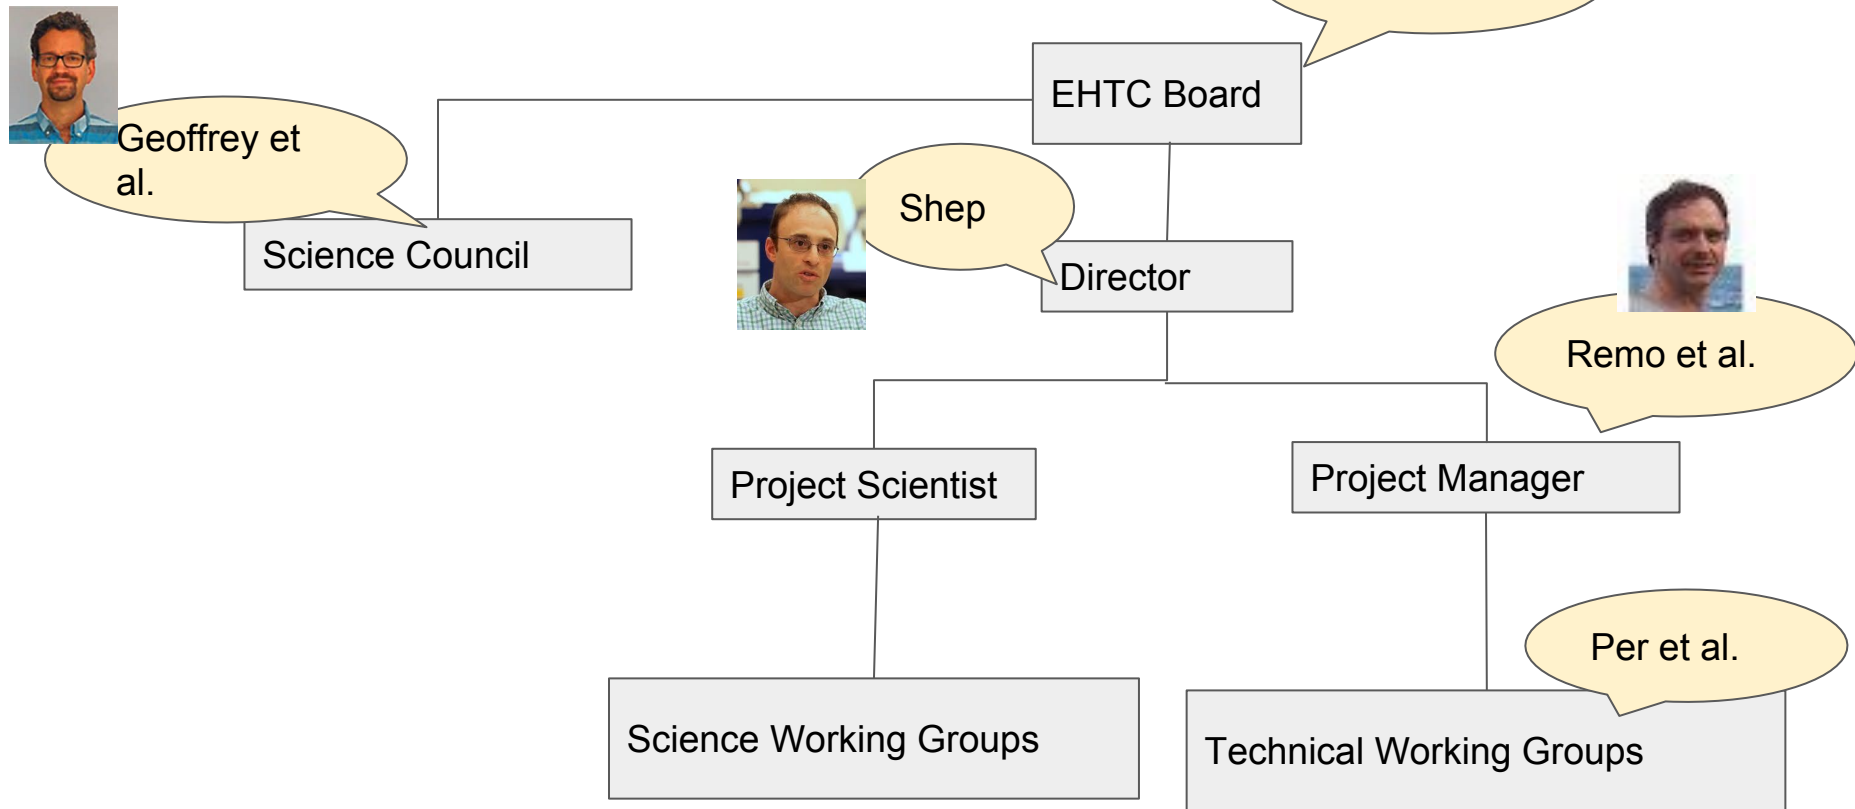 EHTC Board
Geoffrey et
al.
Shep
Science Council
Director
Remo et al.
Project Scientist
Project Manager
Per et al.
Science Working Groups
Technical Working Groups